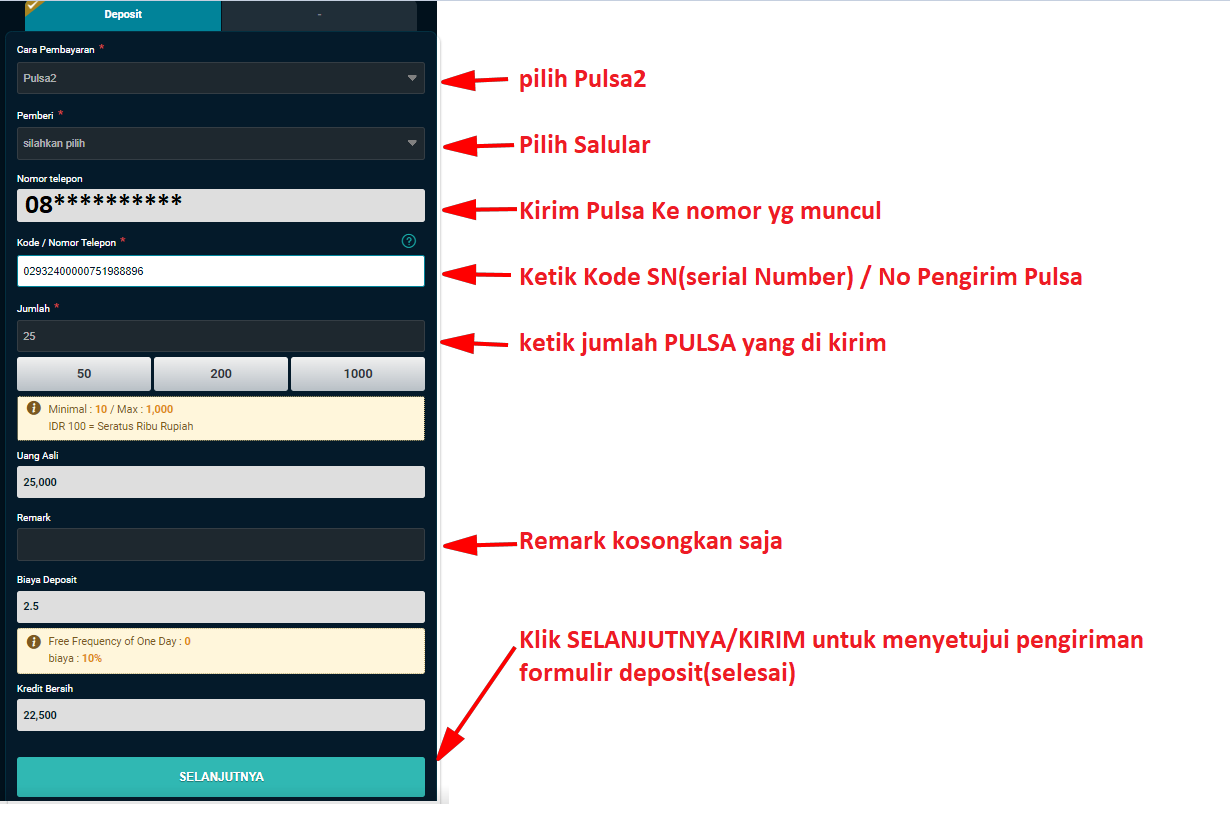 Deposit
-
Cara Pembayaran *
Pulsa2
pilih Pulsa2
Pemberi *
silahkan pilih
Pilih Salular
Nomor telepon
08**********
Kirim Pulsa Ke nomor yg muncul
Kode / Nomor Telepon *
?
02932400000751988896
Ketik Kode SN(serial Number) / No Pengirim Pulsa
Jumlah *
25
ketik jumlah PULSA yang di kirim
50 200 1000
Minimal : 10 / Max : 1,000
IDR 100 = Seratus Ribu Rupiah
Uang Asli
25,000
Remark
Remark kosongkan saja
Biaya Deposit
2.5
Free Frequency of One Day : 0
biaya : 10%
Klik SELANJUTNYA/KIRIM untuk menyetujui pengiriman
formulir deposit(selesai)
Kredit Bersih
22,500
SELANJUTNYA